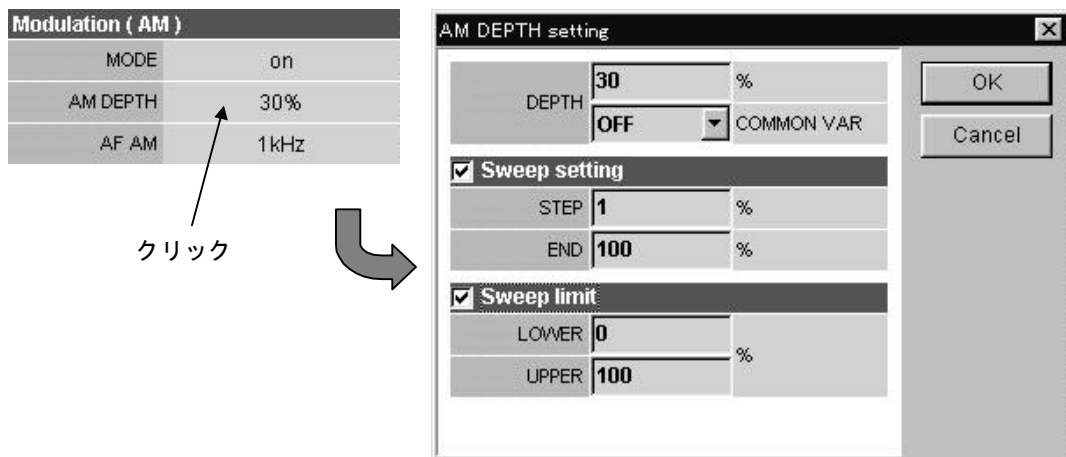 Modulation ( AM )
MODE on
AM DEPTH 30%
AF AM 1kHz
クリック
AM DEPTH setting
DEPTH 30 %
OFF COMMON VAR
Sweep setting
STEP 1 %
END 100 %
Sweep limit
LOWER 0
%
UPPER 100
OK
Cancel